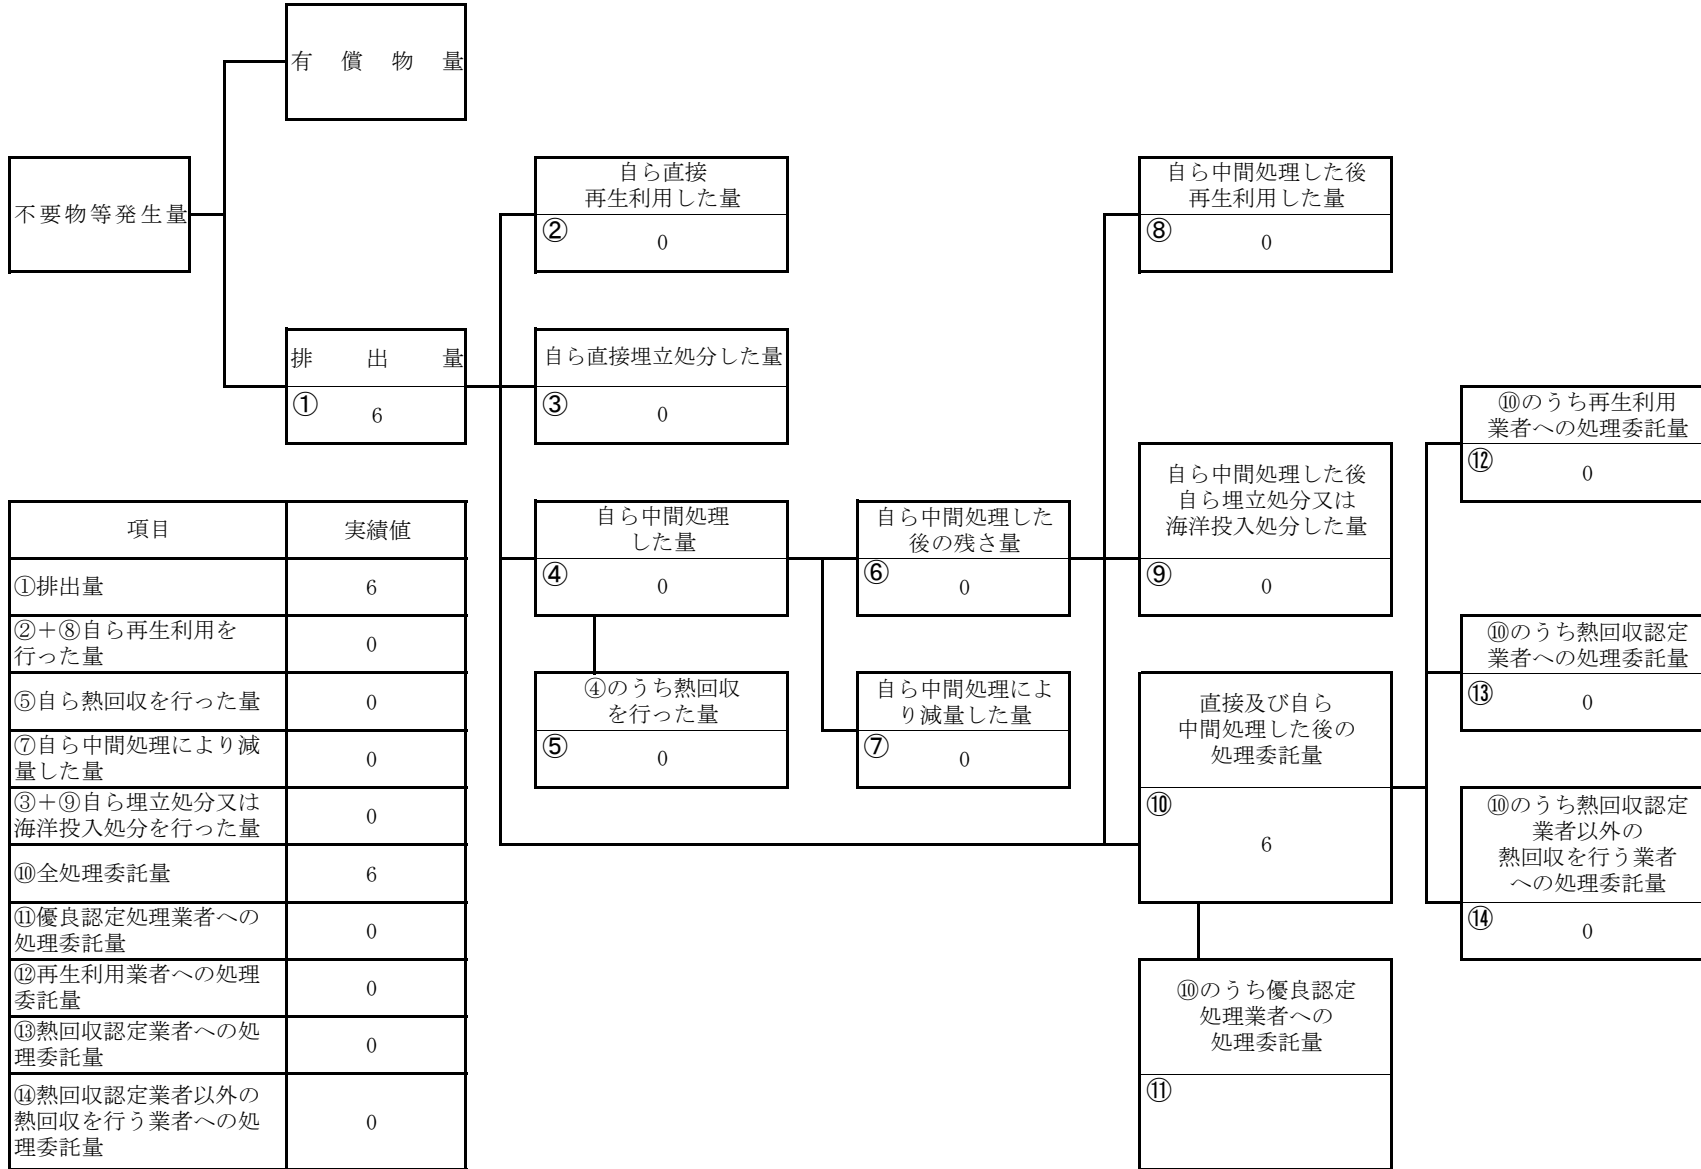 有償物量
不要物等発生量
自ら直接
再生利用した量
②
0
自ら中間処理した後
再生利用した量
⑧
0
排出量
①
6
自ら直接埋立処分した量
③
0
⑩のうち再生利用
業者への処理委託量
⑫
0
自ら中間処理
した量
④
0
自ら中間処理した
後の残さ量
⑥
0
自ら中間処理した後
自ら埋立処分又は
海洋投入処分した量
⑨
0
④のうち熱回収
を行った量
⑤
0
自ら中間処理によ
り減量した量
⑦
0
直接及び自ら
中間処理した後の
処理委託量
⑩
6
⑩のうち熱回収認定
業者への処理委託量
⑬
0
⑩のうち熱回収認定
業者以外の
熱回収を行う業者
への処理委託量
⑭
0
⑩のうち優良認定
処理業者への
処理委託量
⑪
項目 実績値
①排出量 6
②＋⑧自ら再生利用を
行った量 0
⑤自ら熱回収を行った量 0
⑦自ら中間処理により減
量した量 0
③＋⑨自ら埋立処分又は
海洋投入処分を行った量 0
⑩全処理委託量 6
⑪優良認定処理業者への
処理委託量 0
⑫再生利用業者への処理
委託量 0
⑬熱回収認定業者への処
理委託量 0
⑭熱回収認定業者以外の
熱回収を行う業者への処
理委託量 0